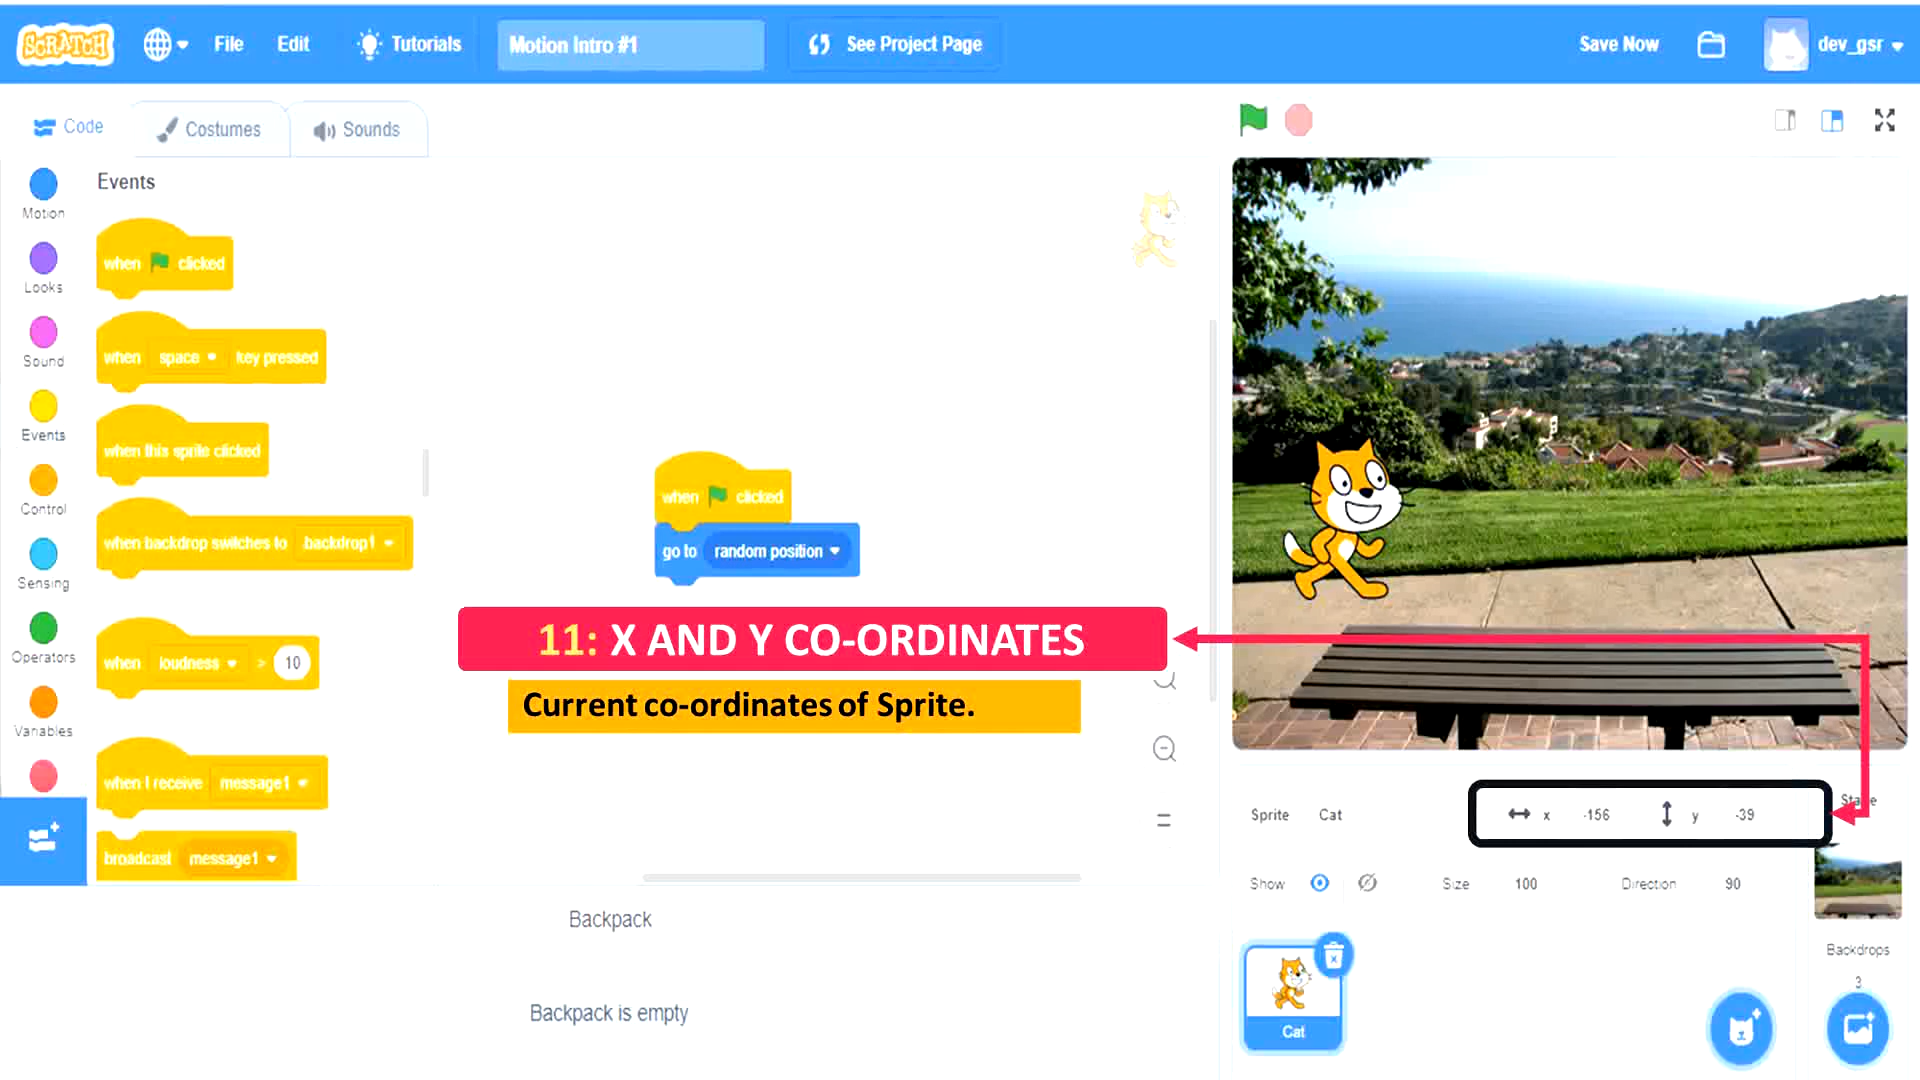 SCRATCH
File
Edit
Tutorials
Motion Intro #1
See Project Page
Save Now
dev_gsr
Code
Costumes
Sounds
Motion
Looks
Sound
Events
Control
Sensing
Operators
Variables
Events
when clicked
when space key pressed
when this sprite clicked
when backdrop switches to backdrop1
when loudness > 10
when I receive message1
broadcast message1
when clicked
go to random position
11: X AND Y CO-ORDINATES
Current co-ordinates of Sprite.
Backpack
Backpack is empty
Sprite Cat x -156 y -39
Stage
Show Size 100 Direction 90
Cat
Backdrops
3